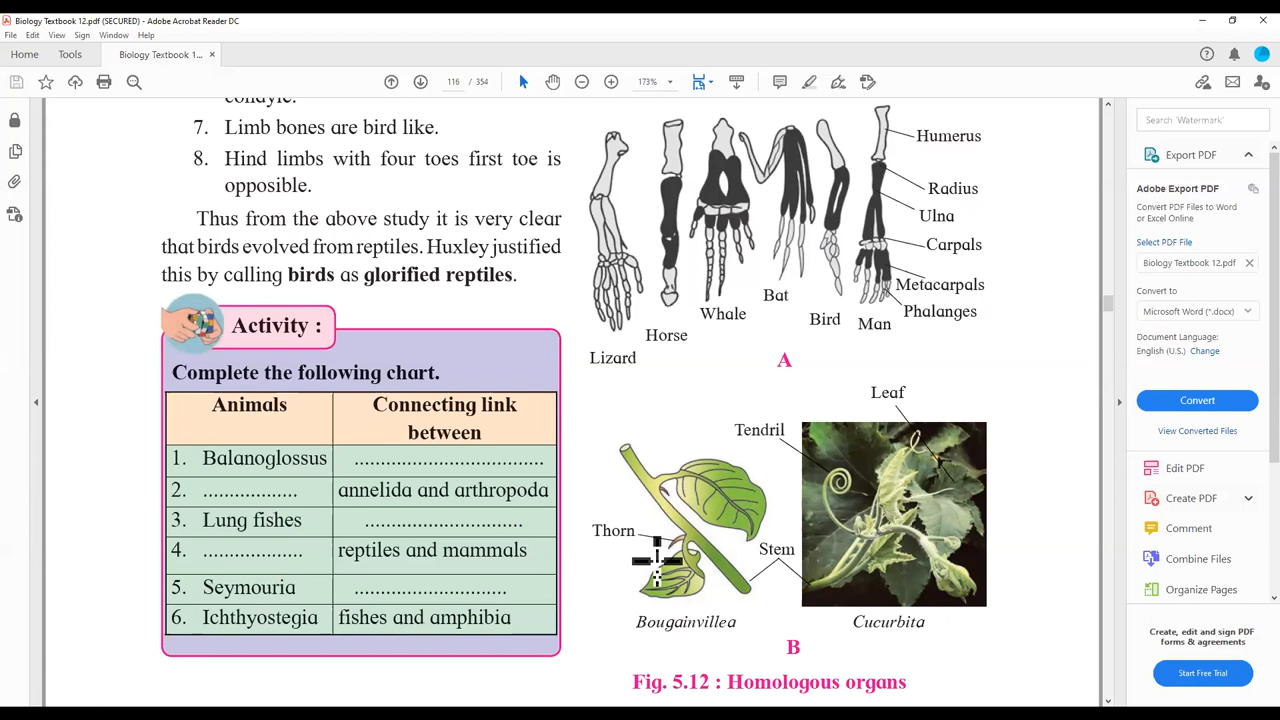 Biology Textbook 12.pdf (SECURED) - Adobe Acrobat Reader DC
File Edit View Sign Window Help
Home Tools Biology Textbook 1... ×
116 / 354 173%
condyle.
7. Limb bones are bird like.
8. Hind limbs with four toes first toe is
opposible.
Thus from the above study it is very clear
that birds evolved from reptiles. Huxley justified
this by calling birds as glorified reptiles.
Activity :
Complete the following chart.
Animals Connecting link
between
1. Balanoglossus ....................................
2. .................. annelida and arthropoda
3. Lung fishes ..............................
4. ................... reptiles and mammals
5. Seymouria .............................
6. Ichthyostegia fishes and amphibia
Humerus
Radius
Ulna
Carpals
Metacarpals
Phalanges
Lizard
Horse
Whale
Bat
Bird
Man
A
Leaf
Tendril
Thorn
Stem
Bougainvillea
Cucurbita
B
Fig. 5.12 : Homologous organs
Search 'Watermark'
Export PDF
Adobe Export PDF
Convert PDF Files to Word
or Excel Online
Select PDF File
Biology Textbook 12.pdf
Convert to
Microsoft Word (*.docx)
Document Language:
English (U.S.) Change
Convert
View Converted Files
Edit PDF
Create PDF
Comment
Combine Files
Organize Pages
Create, edit and sign PDF
forms & agreements
Start Free Trial